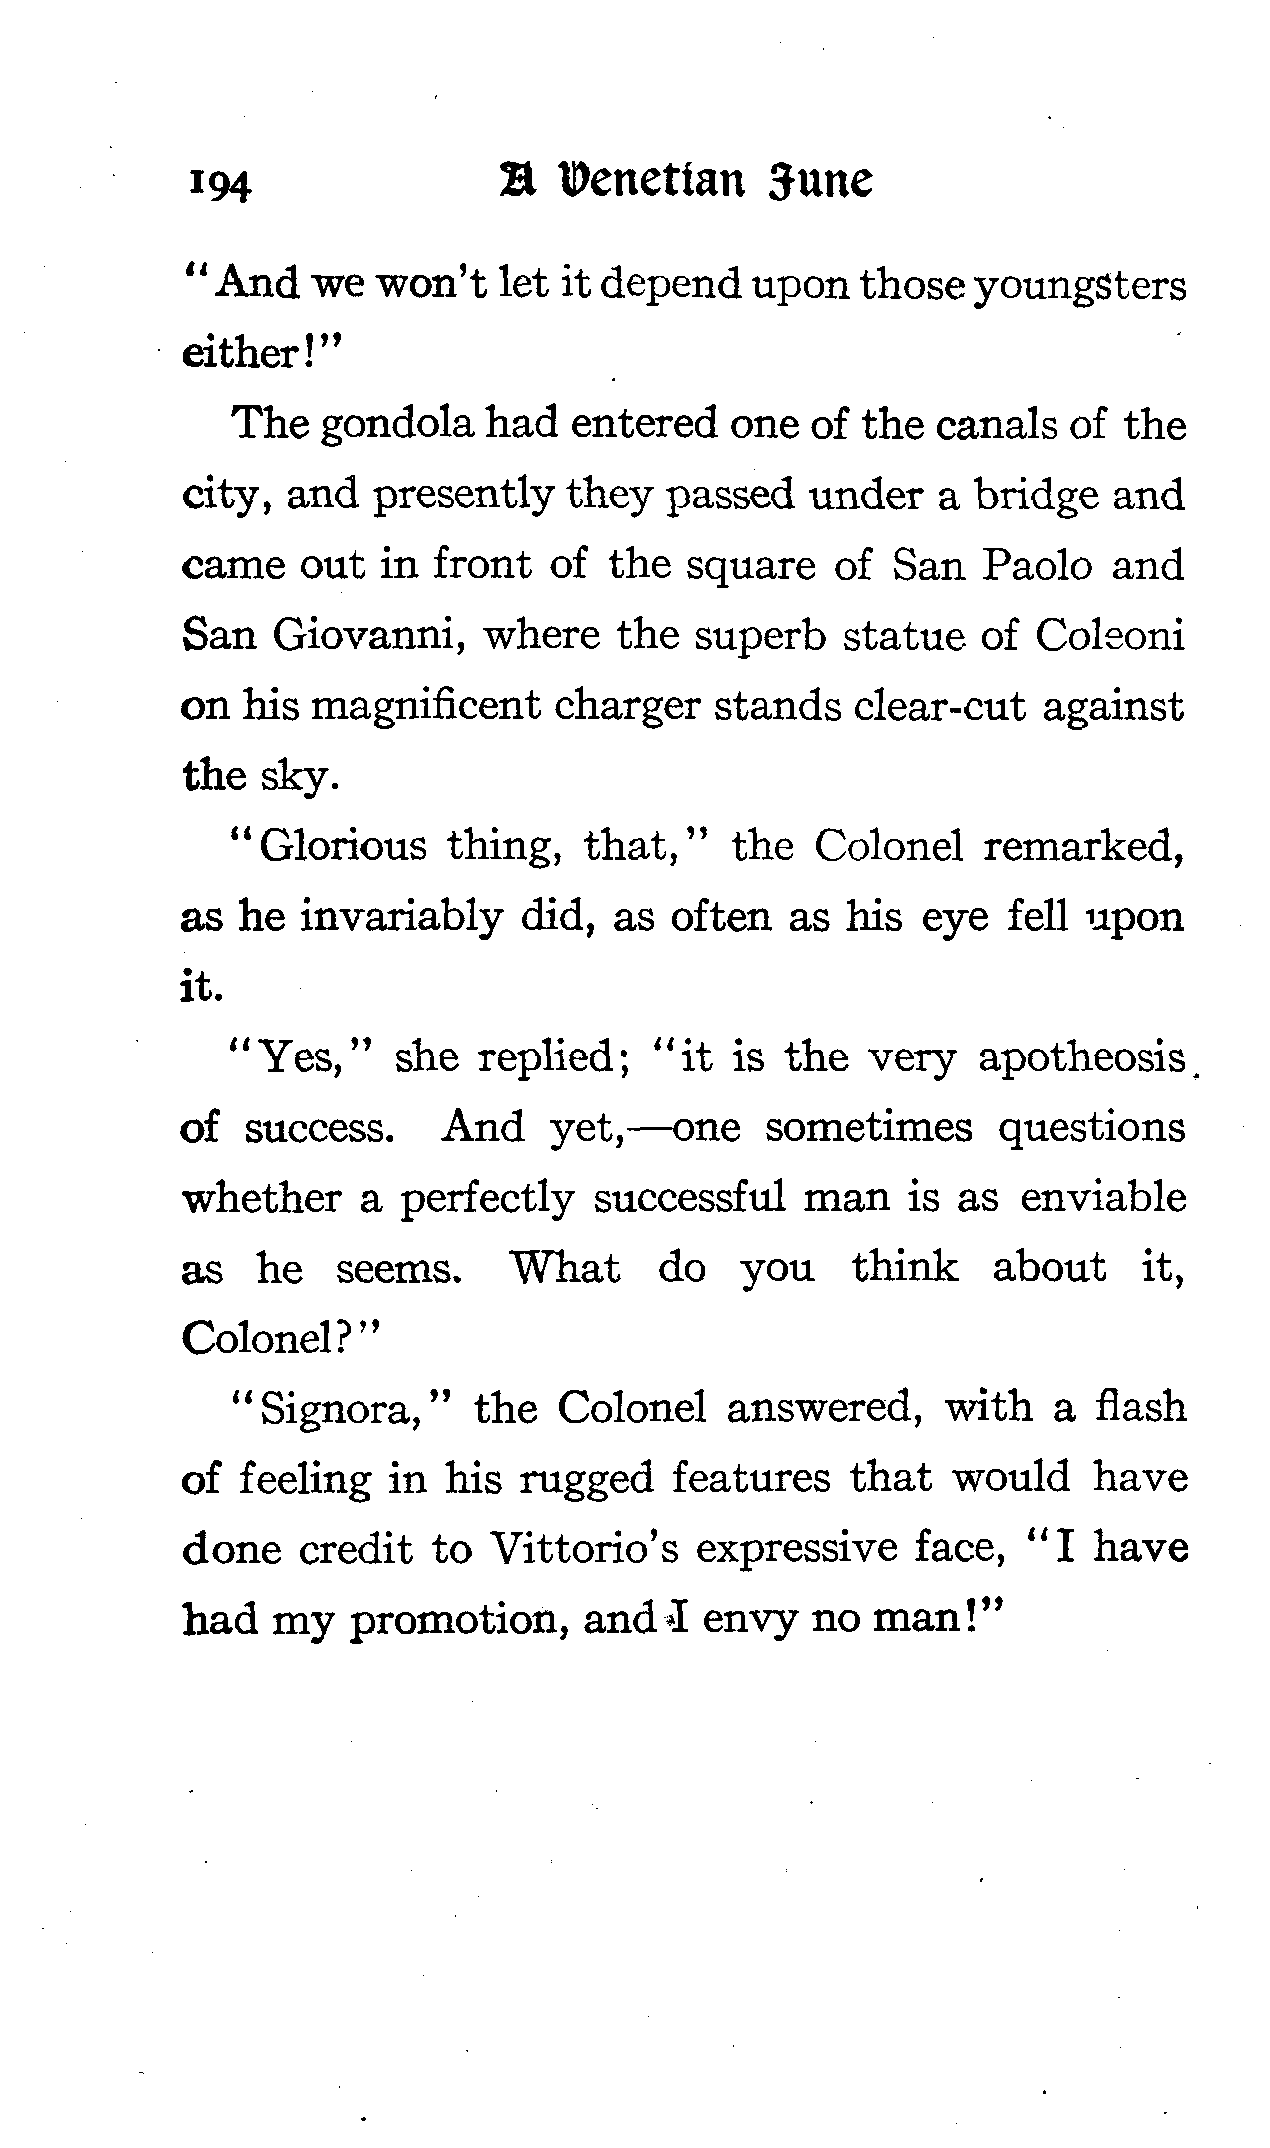 194 A Venetian June
"And we won't let it depend upon those youngsters
either!"
The gondola had entered one of the canals of the
city, and presently they passed under a bridge and
came out in front of the square of San Paolo and
San Giovanni, where the superb statue of Coleoni
on his magnificent charger stands clear-cut against
the sky.
"Glorious thing, that," the Colonel remarked,
as he invariably did, as often as his eye fell upon
it.
"Yes," she replied; "it is the very apotheosis
of success. And yet,—one sometimes questions
whether a perfectly successful man is as enviable
as he seems. What do you think about it,
Colonel?"
"Signora," the Colonel answered, with a flash
of feeling in his rugged features that would have
done credit to Vittorio's expressive face, "I have
had my promotion, and I envy no man!"